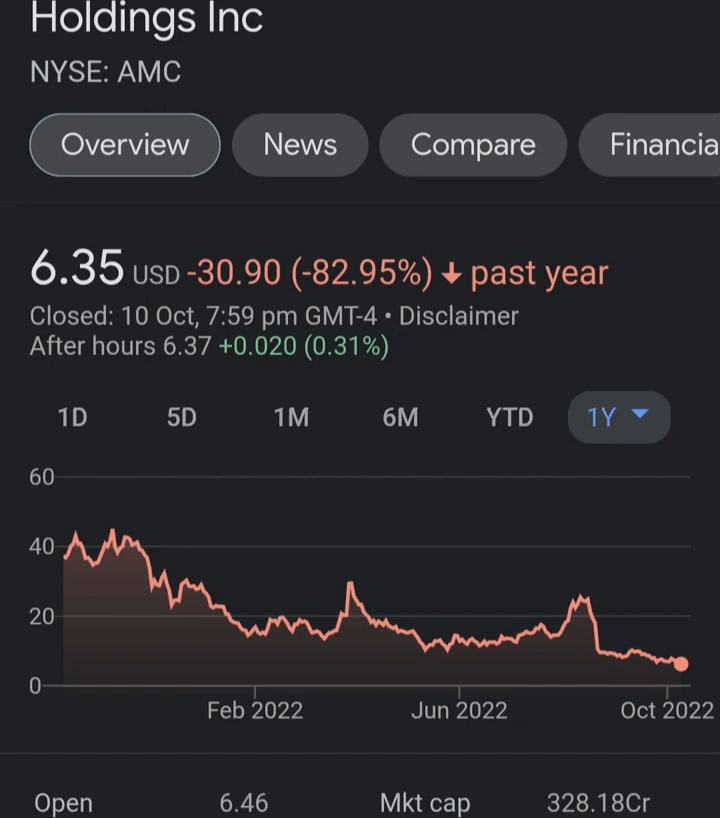 Holdings Inc
NYSE: AMC
Overview News Compare Financia
6.35 USD -30.90 (-82.95%) ↓ past year
Closed: 10 Oct, 7:59 pm GMT-4 • Disclaimer
After hours 6.37 +0.020 (0.31%)
1D 5D 1M 6M YTD 1Y
60
40
20
0
Feb 2022 Jun 2022 Oct 2022
Open 6.46 Mkt cap 328.18Cr